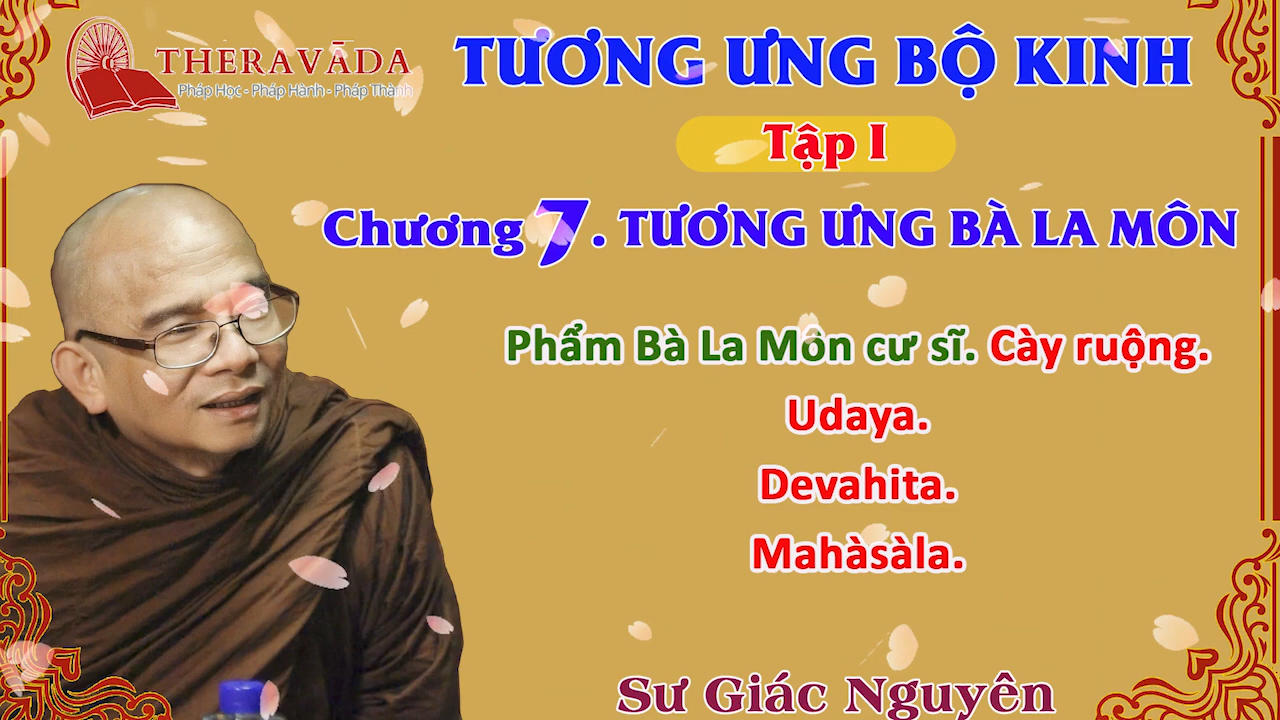 THERAVĀDA
Pháp Học - Pháp Hành - Pháp Thành
TƯƠNG ƯNG BỘ KINH
Tập I
Chương 7. TƯƠNG ƯNG BÀ LA MÔN
Phẩm Bà La Môn cư sĩ. Cày ruộng.
Udaya.
Devahita.
Mahàsàla.
Sư Giác Nguyên